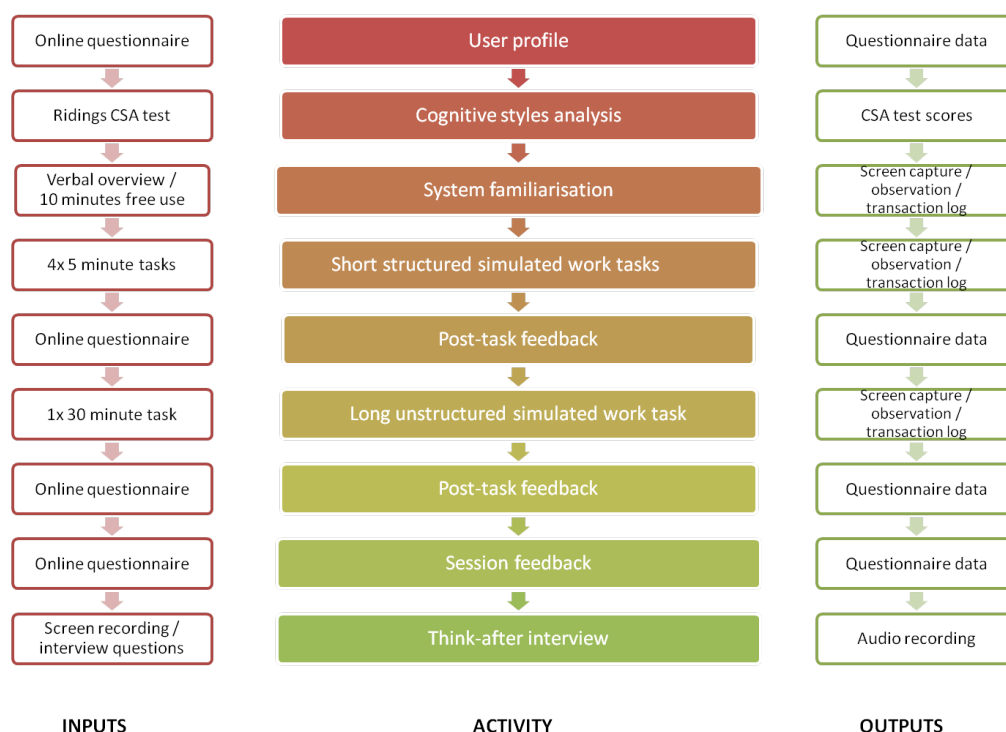 Online questionnaire
User profile
Questionnaire data
Ridings CSA test
Cognitive styles analysis
CSA test scores
Verbal overview /
10 minutes free use
System familiarisation
Screen capture /
observation /
transaction log
4x 5 minute tasks
Short structured simulated work tasks
Screen capture /
observation /
transaction log
Online questionnaire
Post-task feedback
Questionnaire data
1x 30 minute task
Long unstructured simulated work task
Screen capture /
observation /
transaction log
Online questionnaire
Post-task feedback
Questionnaire data
Online questionnaire
Session feedback
Questionnaire data
Screen recording /
interview questions
Think-after interview
Audio recording
INPUTS
ACTIVITY
OUTPUTS